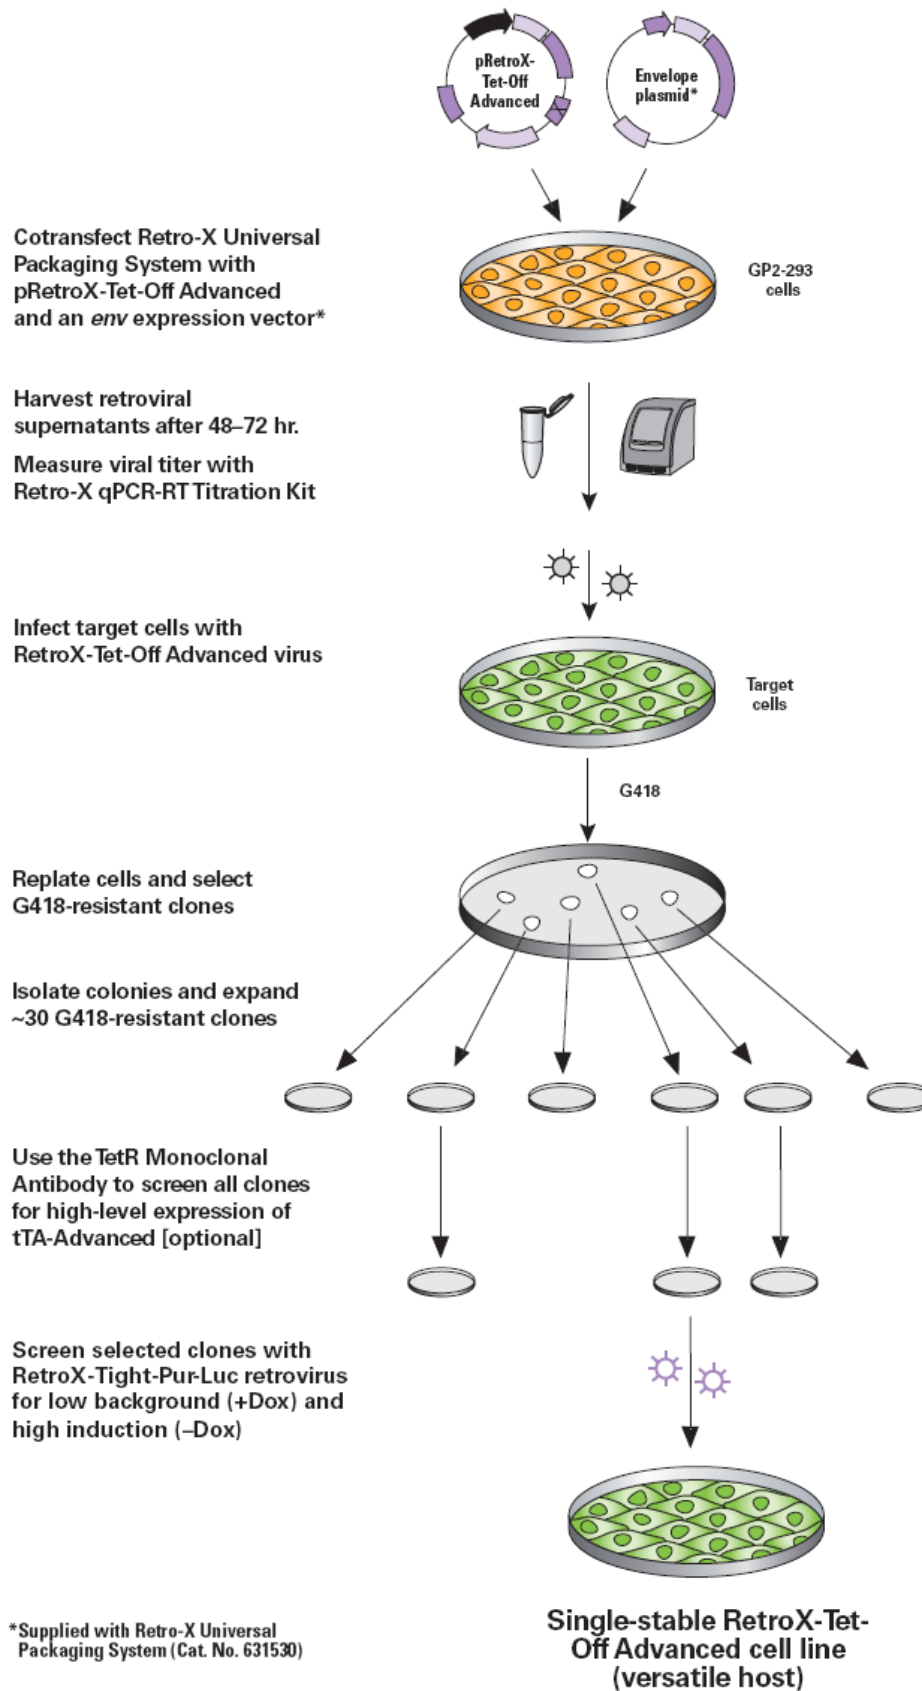 pRetroX-
Tet-Off
Advanced
Envelope
plasmid*
Cotransfect Retro-X Universal
Packaging System with
pRetroX-Tet-Off Advanced
and an env expression vector*
GP2-293
cells
Harvest retroviral
supernatants after 48–72 hr.
Measure viral titer with
Retro-X qPCR-RT Titration Kit
Infect target cells with
RetroX-Tet-Off Advanced virus
Target
cells
G418
Replate cells and select
G418-resistant clones
Isolate colonies and expand
~30 G418-resistant clones
Use the TetR Monoclonal
Antibody to screen all clones
for high-level expression of
tTA-Advanced [optional]
Screen selected clones with
RetroX-Tight-Pur-Luc retrovirus
for low background (+Dox) and
high induction (–Dox)
*Supplied with Retro-X Universal
Packaging System (Cat. No. 631530)
Single-stable RetroX-Tet-
Off Advanced cell line
(versatile host)